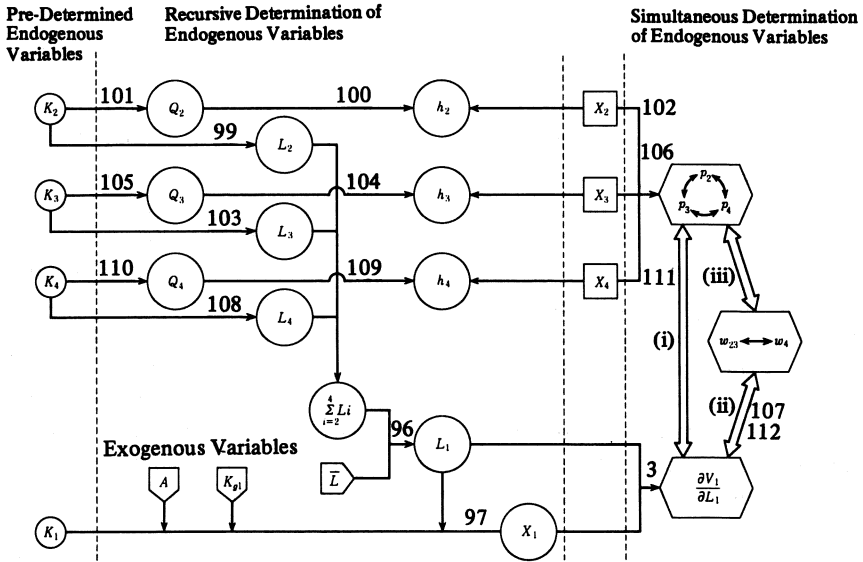 Pre-Determined
Endogenous
Variables
Recursive Determination of
Endogenous Variables
Simultaneous Determination
of Endogenous Variables
K2 101 Q2 100 h2 X2 102
99 L2 106
p2
p3 p4
K3 105 Q3 104 h3 X3
103 L3
K4 110 Q4 109 h4 X4 111 (iii)
108 L4
(i) w23 w4
4
Σ Li
i=2
96 (ii) 107
112
Exogenous Variables L1
L̄ 3 ∂V1
∂L1
A Kg1
K1 97 X1